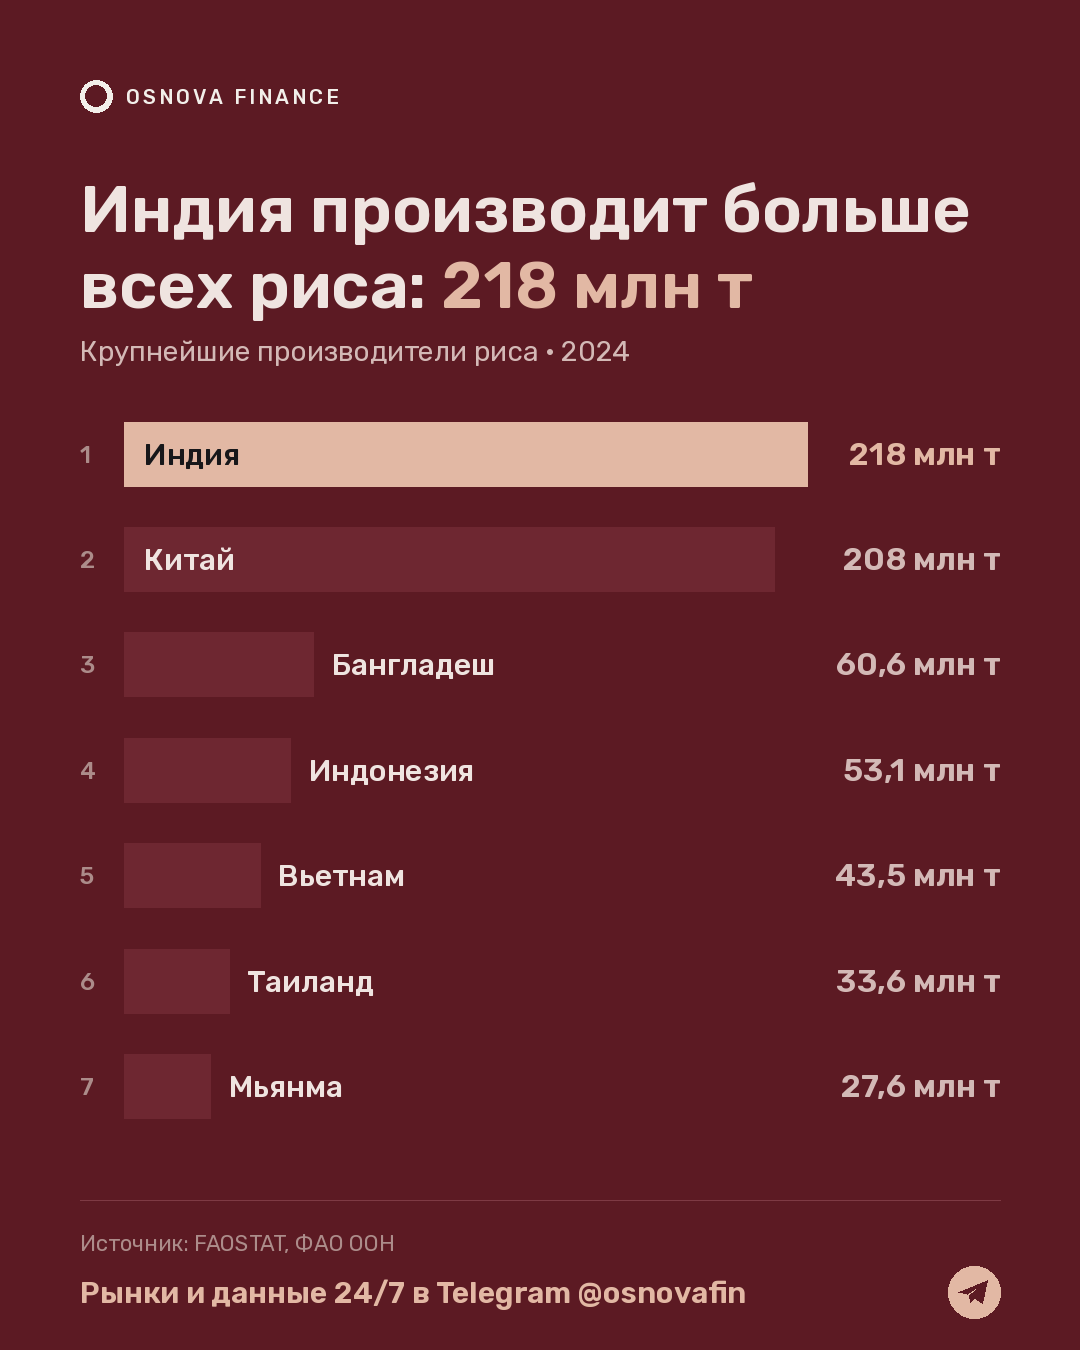 OSNOVA FINANCE
Индия производит больше
всех риса: 218 млн т
Крупнейшие производители риса • 2024
1 Индия 218 млн т
2 Китай 208 млн т
3 Бангладеш 60,6 млн т
4 Индонезия 53,1 млн т
5 Вьетнам 43,5 млн т
6 Таиланд 33,6 млн т
7 Мьянма 27,6 млн т
Источник: FAOSTAT, ФАО ООН
Рынки и данные 24/7 в Telegram @osnovafin